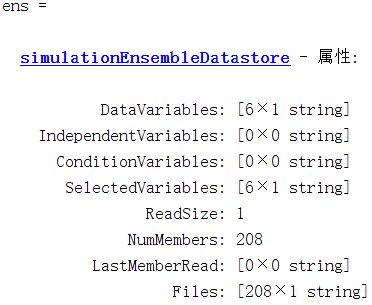 ens =
simulationEnsembleDatastore - 属性:
DataVariables: [6×1 string]
IndependentVariables: [0×0 string]
ConditionVariables: [0×0 string]
SelectedVariables: [6×1 string]
ReadSize: 1
NumMembers: 208
LastMemberRead: [0×0 string]
Files: [208×1 string]